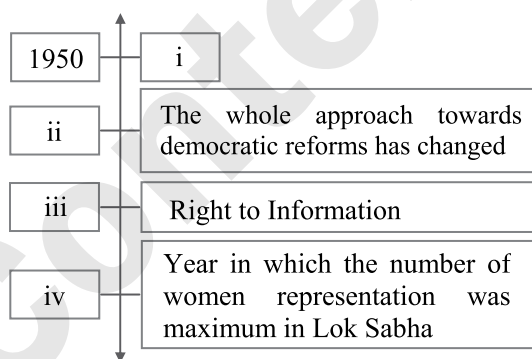 1950
i
ii
The whole approach towards
democratic reforms has changed
iii
Right to Information
iv
Year in which the number of
women representation was
maximum in Lok Sabha